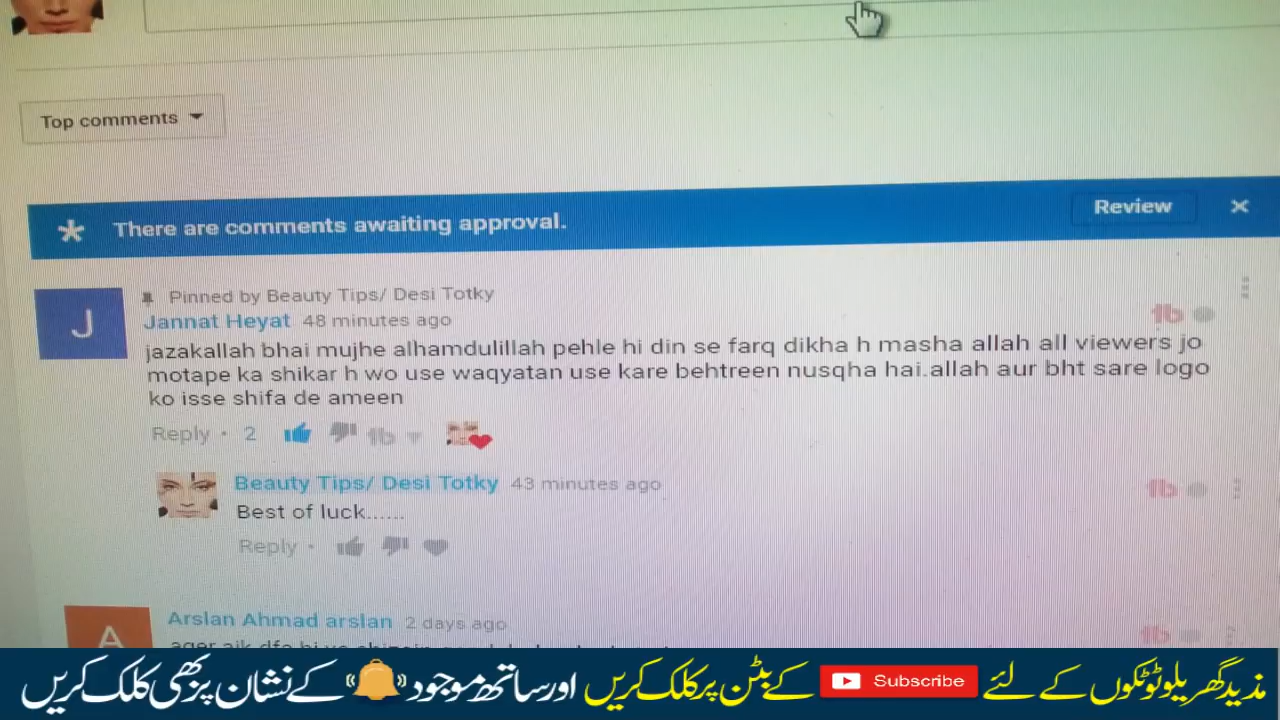 Top comments
There are comments awaiting approval.
Review
Pinned by Beauty Tips/ Desi Totky
Jannat Heyat 48 minutes ago
jazakallah bhai mujhe alhamdulillah pehle hi din se farq dikha h masha allah all viewers jo
motape ka shikar h wo use waqyatan use kare behtreen nusqha hai.allah aur bht sare logo
ko isse shifa de ameen
Reply · 2
Beauty Tips/ Desi Totky 43 minutes ago
Best of luck......
Reply ·
Arslan Ahmad arslan 2 days ago
مذید گھریلو ٹوٹکوں کے لئے Subscribe کے بٹن پر کلک کریں اور ساتھ موجود کے نشان پر بھی کلک کریں